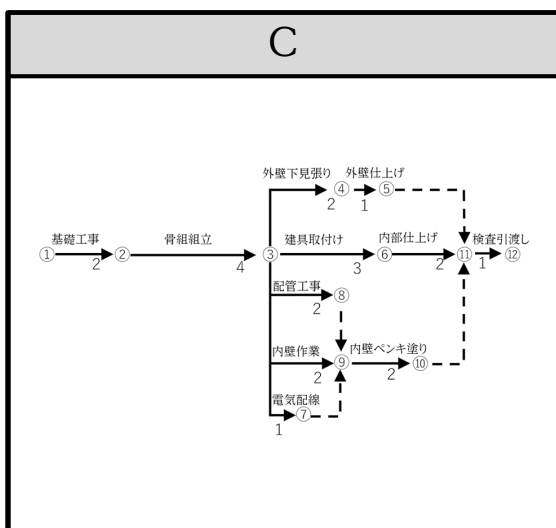 C
外壁下見張り 外壁仕上げ
④ ⑤
2 1
基礎工事 骨組組立 建具取付け 内部仕上げ 検査引渡し
① ② ③ ⑥ ⑪ ⑫
2 4 3 2 1
配管工事
⑧
2
内壁作業 内壁ペンキ塗り
⑨ ⑩
2 2
電気配線
⑦
1